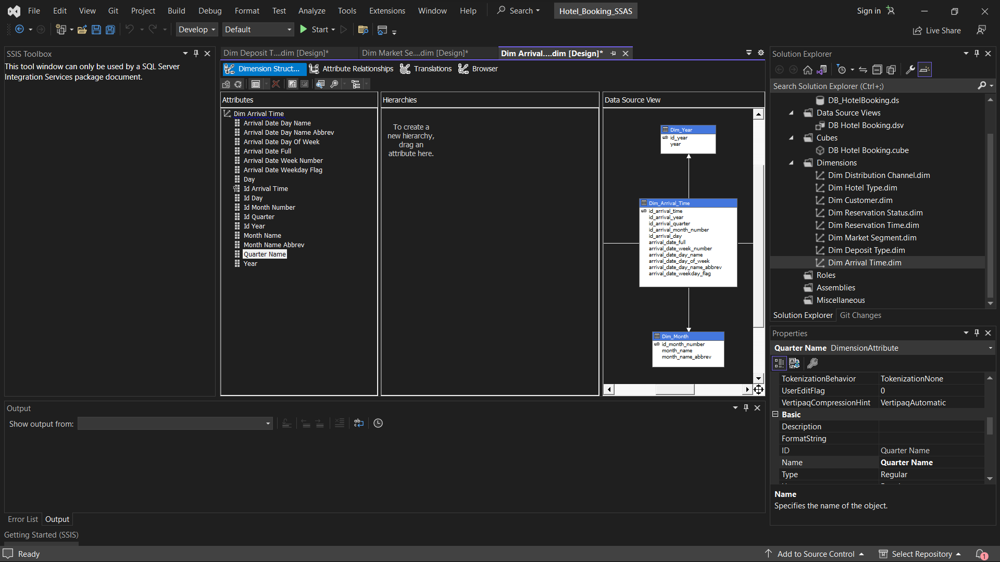 File Edit View Git Project Build Debug Format Test Analyze Tools Extensions Window Help Search Hotel_Booking_SSAS Sign in
Develop Default Start Live Share
SSIS Toolbox
This tool window can only be used by a SQL Server
Integration Services package document.
Dim Deposit T....dim [Design]* Dim Market Se....dim [Design]* Dim Arrival....dim [Design]*
Dimension Struct... Attribute Relationships Translations Browser
Attributes
Dim Arrival Time
Arrival Date Day Name
Arrival Date Day Name Abbrev
Arrival Date Day Of Week
Arrival Date Full
Arrival Date Week Number
Arrival Date Weekday Flag
Day
Id Arrival Time
Id Day
Id Month Number
Id Quarter
Id Year
Month Name
Month Name Abbrev
Quarter Name
Year
Hierarchies
To create a
new hierarchy,
drag an
attribute here.
Data Source View
Dim_Year
id_year
year
Dim_Arrival_Time
id_arrival_time
id_arrival_year
id_arrival_quarter
id_arrival_month_number
id_arrival_day
arrival_date_full
arrival_date_week_number
arrival_date_day_name
arrival_date_day_of_week
arrival_date_day_name_abbrev
arrival_date_weekday_flag
Dim_Month
id_month_number
month_name
month_name_abbrev
Solution Explorer
Search Solution Explorer (Ctrl+;)
DB_HotelBooking.ds
Data Source Views
DB Hotel Booking.dsv
Cubes
DB Hotel Booking.cube
Dimensions
Dim Distribution Channel.dim
Dim Hotel Type.dim
Dim Customer.dim
Dim Reservation Status.dim
Dim Reservation Time.dim
Dim Market Segment.dim
Dim Deposit Type.dim
Dim Arrival Time.dim
Roles
Assemblies
Miscellaneous
Solution Explorer Git Changes
Properties
Quarter Name DimensionAttribute
TokenizationBehavior TokenizationNone
UserEditFlag 0
VertipaqCompressionHint VertipaqAutomatic
Basic
Description
FormatString
ID Quarter Name
Name Quarter Name
Type Regular
Name
Specifies the name of the object.
Output
Show output from:
Error List Output
Getting Started (SSIS)
Ready Add to Source Control Select Repository 1